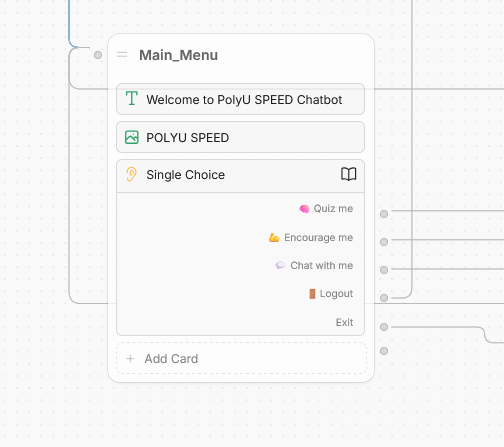 Main_Menu
Welcome to PolyU SPEED Chatbot
POLYU SPEED
Single Choice
🧠 Quiz me
💪 Encourage me
💬 Chat with me
🚪 Logout
Exit
+ Add Card